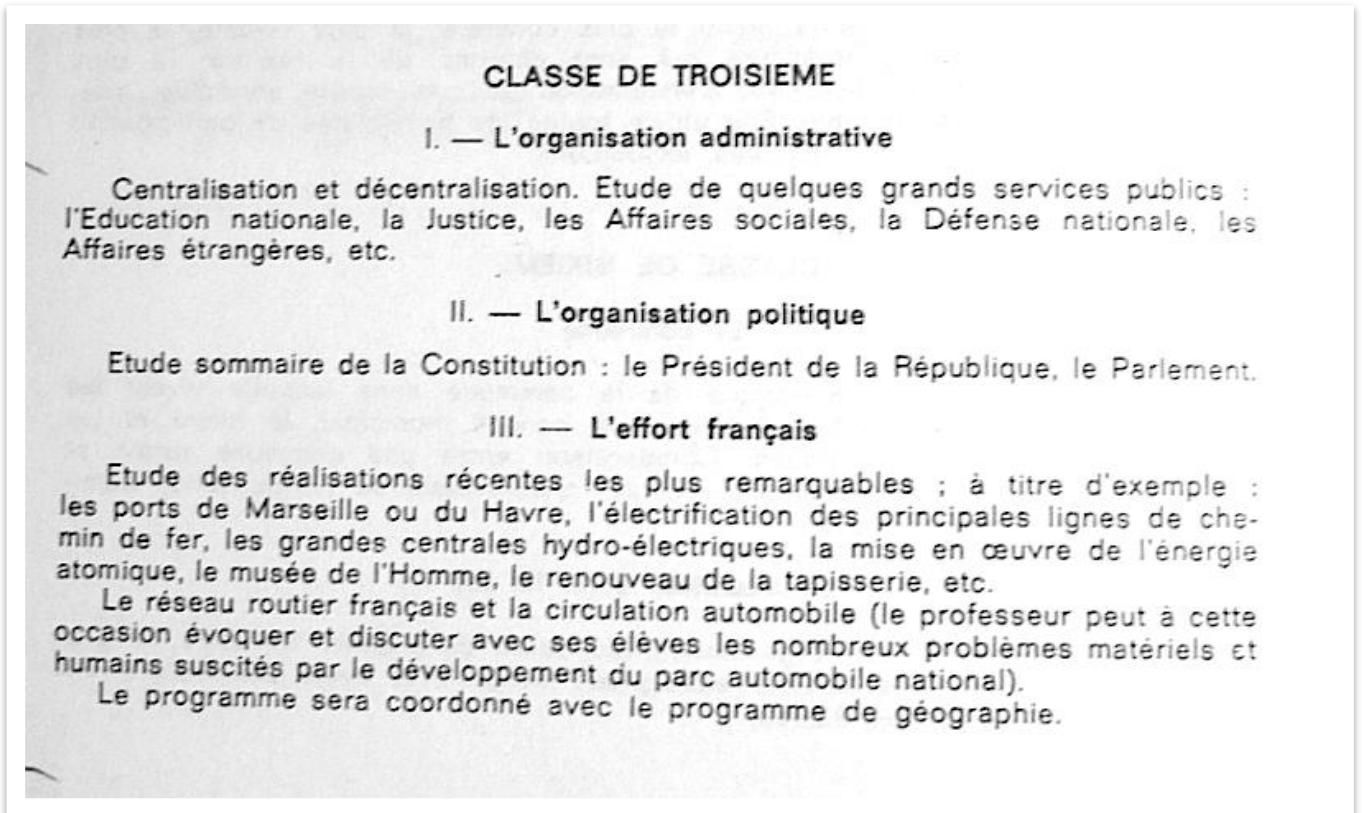 CLASSE DE TROISIEME
I. — L'organisation administrative
Centralisation et décentralisation. Etude de quelques grands services publics :
l'Education nationale, la Justice, les Affaires sociales, la Défense nationale, les
Affaires étrangères, etc.
II. — L'organisation politique
Etude sommaire de la Constitution : le Président de la République, le Parlement.
III. — L'effort français
Etude des réalisations récentes les plus remarquables ; à titre d'exemple :
les ports de Marseille ou du Havre, l'électrification des principales lignes de che-
min de fer, les grandes centrales hydro-électriques, la mise en œuvre de l'énergie
atomique, le musée de l'Homme, le renouveau de la tapisserie, etc.
Le réseau routier français et la circulation automobile (le professeur peut à cette
occasion évoquer et discuter avec ses élèves les nombreux problèmes matériels et
humains suscités par le développement du parc automobile national).
Le programme sera coordonné avec le programme de géographie.